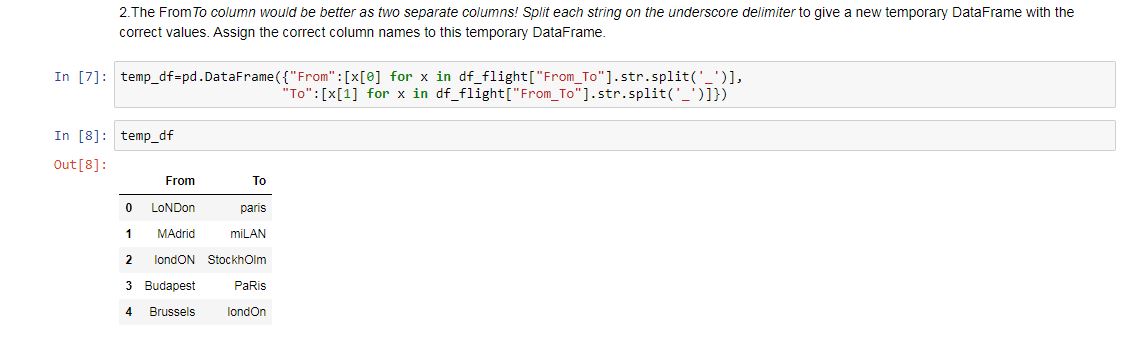 2.The FromTo column would be better as two separate columns! Split each string on the underscore delimiter to give a new temporary DataFrame with the
correct values. Assign the correct column names to this temporary DataFrame.
In [7]: temp_df=pd.DataFrame({"From":[x[0] for x in df_flight["From_To"].str.split('_')],
"To":[x[1] for x in df_flight["From_To"].str.split('_')]})
In [8]: temp_df
Out[8]:
From To
0 LoNDon paris
1 MAdrid miLAN
2 londON StockhOlm
3 Budapest PaRis
4 Brussels londOn